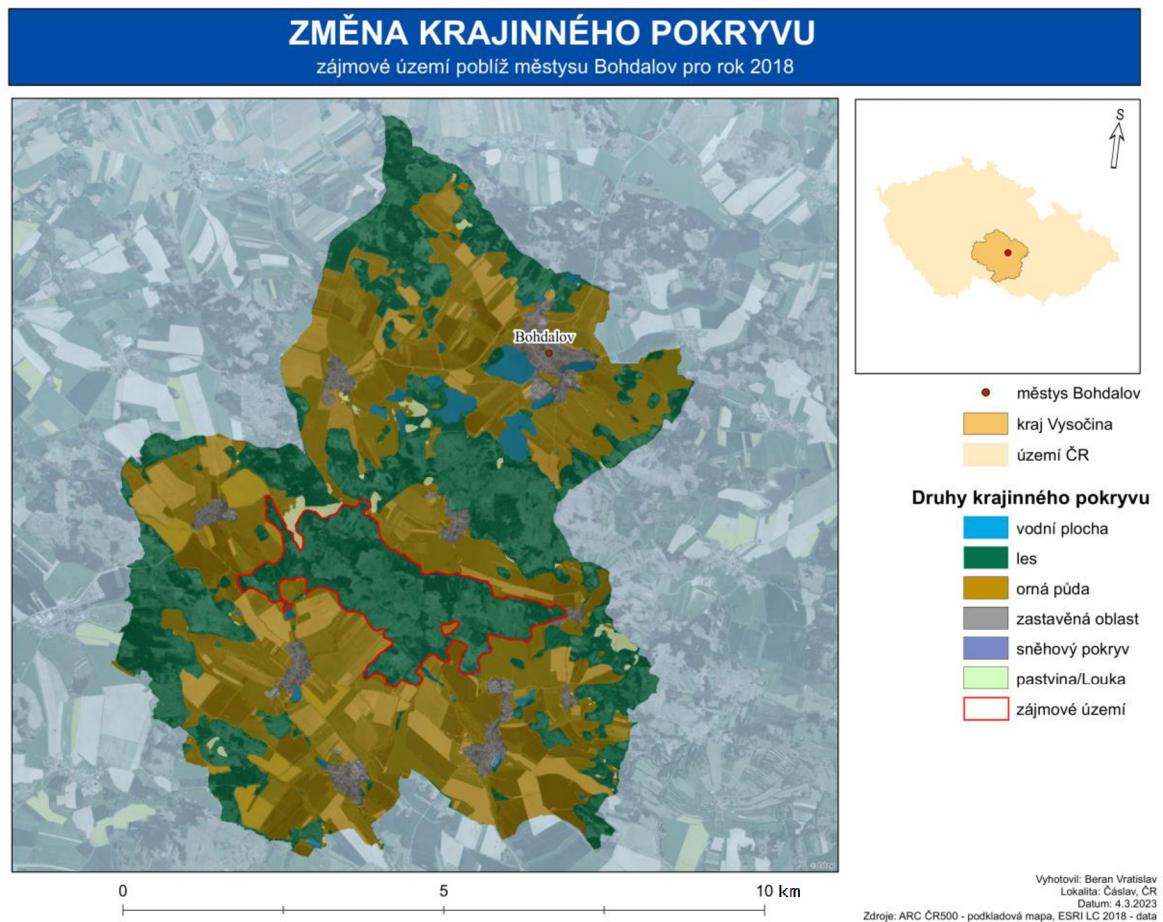 ZMĚNA KRAJINNÉHO POKRYVU
zájmové území poblíž městysu Bohdalov pro rok 2018
Bohdalov
S
městys Bohdalov
kraj Vysočina
území ČR
Druhy krajinného pokryvu
vodní plocha
les
orná půda
zastavěná oblast
sněhový pokryv
pastvina/Louka
zájmové území
0 5 10 km
Vyhotovil: Beran Vratislav
Lokalita: Čáslav, ČR
Datum: 4.3.2023
Zdroje: ARC ČR500 - podkladová mapa, ESRI LC 2018 - data